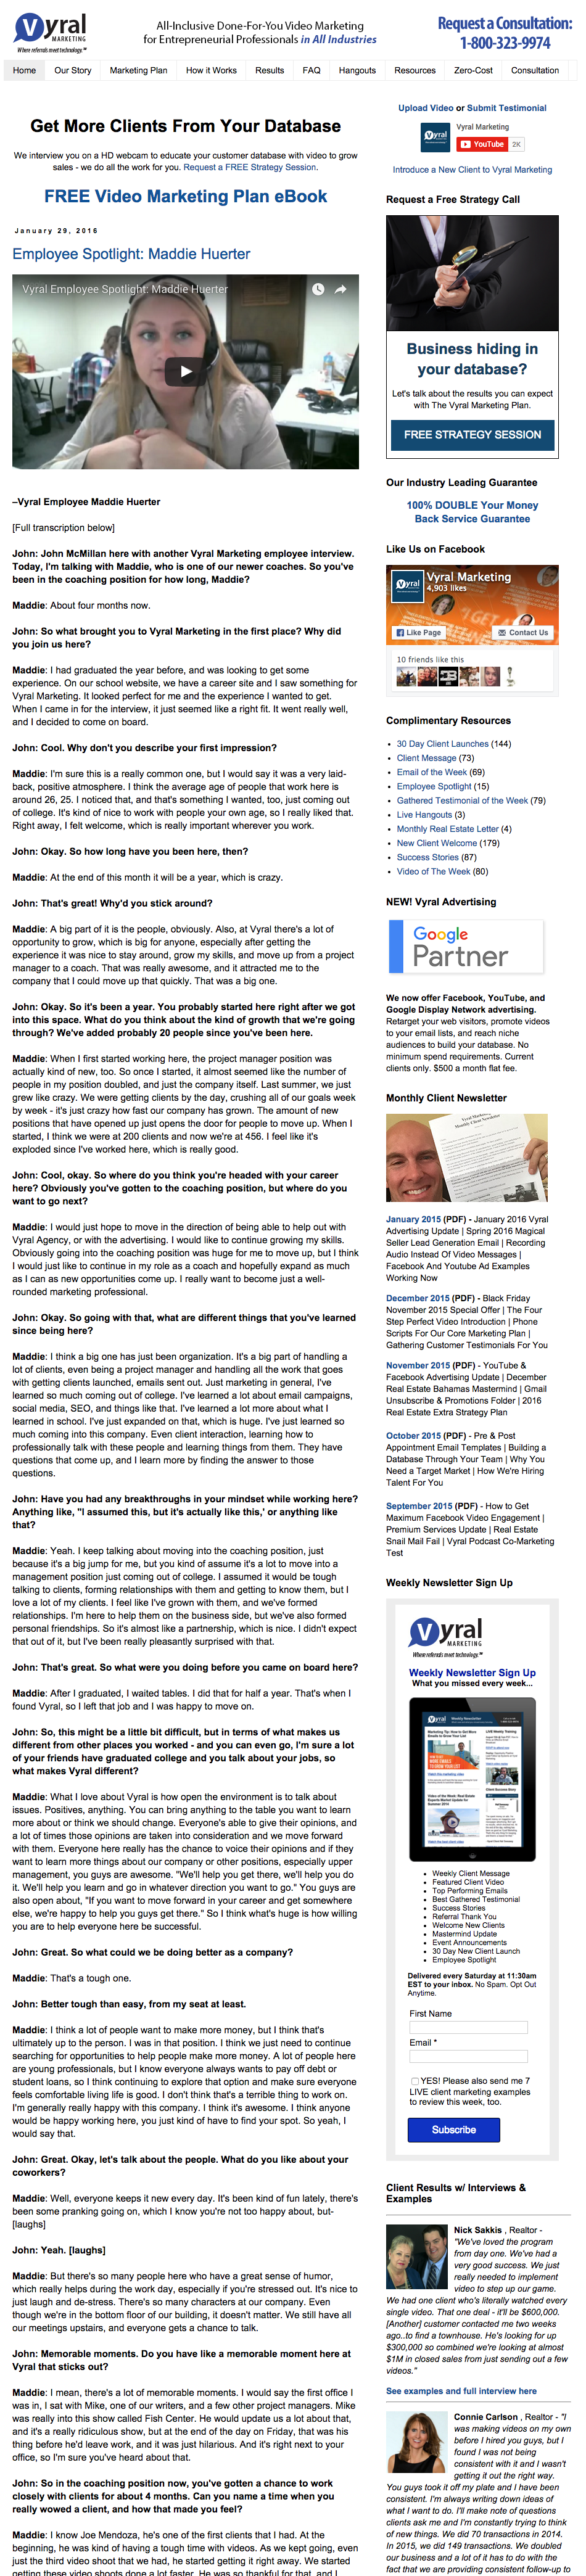 Vyral
MARKETING
Where referrals meet technology.™
All-Inclusive Done-For-You Video Marketing
for Entrepreneurial Professionals in All Industries
Request a Consultation:
1-800-323-9974
Home Our Story Marketing Plan How it Works Results FAQ Hangouts Resources Zero-Cost Consultation
Get More Clients From Your Database
We interview you on a HD webcam to educate your customer database with video to grow
sales - we do all the work for you. Request a FREE Strategy Session.
FREE Video Marketing Plan eBook
January 29, 2016
Employee Spotlight: Maddie Huerter
Vyral Employee Spotlight: Maddie Huerter
–Vyral Employee Maddie Huerter
[Full transcription below]
John: John McMillan here with another Vyral Marketing employee interview.
Today, I'm talking with Maddie, who is one of our newer coaches. So you've
been in the coaching position for how long, Maddie?
Maddie: About four months now.
John: So what brought you to Vyral Marketing in the first place? Why did
you join us here?
Maddie: I had graduated the year before, and was looking to get some
experience. On our school website, we have a career site and I saw something for
Vyral Marketing. It looked perfect for me and the experience I wanted to get.
When I came in for the interview, it just seemed like a right fit. It went really well,
and I decided to come on board.
John: Cool. Why don't you describe your first impression?
Maddie: I'm sure this is a really common one, but I would say it was a very laid-
back, positive atmosphere. I think the average age of people that work here is
around 26, 25. I noticed that, and that's something I wanted, too, just coming out
of college. It's kind of nice to work with people your own age, so I really liked that.
Right away, I felt welcome, which is really important wherever you work.
John: Okay. So how long have you been here, then?
Maddie: At the end of this month it will be a year, which is crazy.
John: That's great! Why'd you stick around?
Maddie: A big part of it is the people, obviously. Also, at Vyral there's a lot of
opportunity to grow, which is big for anyone, especially after getting the
experience it was nice to stay around, grow my skills, and move up from a project
manager to a coach. That was really awesome, and it attracted me to the
company that I could move up that quickly. That was a big one.
John: Okay. So it's been a year. You probably started here right after we got
into this space. What do you think about the kind of growth that we're going
through? We've added probably 20 people since you've been here.
Maddie: When I first started working here, the project manager position was
actually kind of new, too. So once I started, it almost seemed like the number of
people in my position doubled, and just the company itself. Last summer, we just
grew like crazy. We were getting clients by the day, crushing all of our goals week
by week - it's just crazy how fast our company has grown. The amount of new
positions that have opened up just opens the door for people to move up. When I
started, I think we were at 200 clients and now we're at 456. I feel like it's
exploded since I've worked here, which is really good.
John: Cool, okay. So where do you think you're headed with your career
here? Obviously you've gotten to the coaching position, but where do you
want to go next?
Maddie: I would just hope to move in the direction of being able to help out with
Vyral Agency, or with the advertising. I would like to continue growing my skills.
Obviously going into the coaching position was huge for me to move up, but I think
I would just like to continue in my role as a coach and hopefully expand as much
as I can as new opportunities come up. I really want to become just a well-
rounded marketing professional.
John: Okay. So going with that, what are different things that you've learned
since being here?
Maddie: I think a big one has just been organization. It's a big part of handling a
lot of clients, even being a project manager and handling all the work that goes
with getting clients launched, emails sent out. Just marketing in general, I've
learned so much coming out of college. I've learned a lot about email campaigns,
social media, SEO, and things like that. I've learned a lot more about what I
learned in school. I've just expanded on that, which is huge. I've just learned so
much coming into this company. Even client interaction, learning how to
professionally talk with these people and learning things from them. They have
questions that come up, and I learn more by finding the answer to those
questions.
John: Have you had any breakthroughs in your mindset while working here?
Anything like, "I assumed this, but it's actually like this,' or anything like
that?
Maddie: Yeah. I keep talking about moving into the coaching position, just
because it's a big jump for me, but you kind of assume it's a lot to move into a
management position just coming out of college. I assumed it would be tough
talking to clients, forming relationships with them and getting to know them, but I
love a lot of my clients. I feel like I've grown with them, and we've formed
relationships. I'm here to help them on the business side, but we've also formed
personal friendships. So it's almost like a partnership, which is nice. I didn't expect
that out of it, but I've been really pleasantly surprised with that.
John: That's great. So what were you doing before you came on board here?
Maddie: After I graduated, I waited tables. I did that for half a year. That's when I
found Vyral, so I left that job and I was happy to move on.
John: So, this might be a little bit difficult, but in terms of what makes us
different from other places you worked - and you can even go, I'm sure a lot
of your friends have graduated college and you talk about your jobs, so
what makes Vyral different?
Maddie: What I love about Vyral is how open the environment is to talk about
issues. Positives, anything. You can bring anything to the table you want to learn
more about or think we should change. Everyone's able to give their opinions, and
a lot of times those opinions are taken into consideration and we move forward
with them. Everyone here really has the chance to voice their opinions and if they
want to learn more things about our company or other positions, especially upper
management, you guys are awesome. "We'll help you get there, we'll help you do
it. We'll help you learn and go in whatever direction you want to go." You guys are
also open about, "If you want to move forward in your career and get somewhere
else, we're happy to help you guys get there." So I think what's huge is how willing
you are to help everyone here be successful.
John: Great. So what could we be doing better as a company?
Maddie: That's a tough one.
John: Better tough than easy, from my seat at least.
Maddie: I think a lot of people want to make more money, but I think that's
ultimately up to the person. I was in that position. I think we just need to continue
searching for opportunities to help people make more money. A lot of people here
are young professionals, but I know everyone always wants to pay off debt or
student loans, so I think continuing to explore that option and make sure everyone
feels comfortable living life is good. I don't think that's a terrible thing to work on.
I'm generally really happy with this company. I think it's awesome. I think anyone
would be happy working here, you just kind of have to find your spot. So yeah, I
would say that.
John: Great. Okay, let's talk about the people. What do you like about your
coworkers?
Maddie: Well, everyone keeps it new every day. It's been kind of fun lately, there's
been some pranking going on, which I know you're not too happy about, but-
[laughs]
John: Yeah. [laughs]
Maddie: But there's so many people here who have a great sense of humor,
which really helps during the work day, especially if you're stressed out. It's nice to
just laugh and de-stress. There's so many characters at our company. Even
though we're in the bottom floor of our building, it doesn't matter. We still have all
our meetings upstairs, and everyone gets a chance to talk.
John: Memorable moments. Do you have like a memorable moment here at
Vyral that sticks out?
Maddie: I mean, there's a lot of memorable moments. I would say the first office I
was in, I sat with Mike, one of our writers, and a few other project managers. Mike
was really into this show called Fish Center. He would update us a lot about that,
and it's a really ridiculous show, but at the end of the day on Friday, that was his
thing before he'd leave work, and it was just hilarious. And it's right next to your
office, so I'm sure you've heard about that.
John: So in the coaching position now, you've gotten a chance to work
closely with clients for about 4 months. Can you name a time when you
really wowed a client, and how that made you feel?
Maddie: I know Joe Mendoza, he's one of the first clients that I had. At the
beginning, he was kind of having a tough time with videos. As we kept going, even
just the third video shoot that we had, he started getting it right away. We started
getting these video shoots done a lot faster. He was so thankful for that, and I
Upload Video or Submit Testimonial
Vyral Marketing
YouTube 2K
Introduce a New Client to Vyral Marketing
Request a Free Strategy Call
Business hiding in
your database?
Let's talk about the results you can expect
with The Vyral Marketing Plan.
FREE STRATEGY SESSION
Our Industry Leading Guarantee
100% DOUBLE Your Money
Back Service Guarantee
Like Us on Facebook
Vyral Marketing
4,903 likes
Like Page Contact Us
10 friends like this
Complimentary Resources
30 Day Client Launches (144)
Client Message (73)
Email of the Week (69)
Employee Spotlight (15)
Gathered Testimonial of the Week (79)
Live Hangouts (3)
Monthly Real Estate Letter (4)
New Client Welcome (179)
Success Stories (87)
Video of The Week (80)
NEW! Vyral Advertising
Google
Partner
We now offer Facebook, YouTube, and
Google Display Network advertising.
Retarget your web visitors, promote videos
to your email lists, and reach niche
audiences to build your database. No
minimum spend requirements. Current
clients only. $500 a month flat fee.
Monthly Client Newsletter
January 2015 (PDF) - January 2016 Vyral
Advertising Update | Spring 2016 Magical
Seller Lead Generation Email | Recording
Audio Instead Of Video Messages |
Facebook And Youtube Ad Examples
Working Now
December 2015 (PDF) - Black Friday
November 2015 Special Offer | The Four
Step Perfect Video Introduction | Phone
Scripts For Our Core Marketing Plan |
Gathering Customer Testimonials For You
November 2015 (PDF) - YouTube &
Facebook Advertising Update | December
Real Estate Bahamas Mastermind | Gmail
Unsubscribe & Promotions Folder | 2016
Real Estate Extra Strategy Plan
October 2015 (PDF) - Pre & Post
Appointment Email Templates | Building a
Database Through Your Team | Why You
Need a Target Market | How We're Hiring
Talent For You
September 2015 (PDF) - How to Get
Maximum Facebook Video Engagement |
Premium Services Update | Real Estate
Snail Mail Fail | Vyral Podcast Co-Marketing
Test
Weekly Newsletter Sign Up
Vyral
MARKETING
Where referrals meet technology.™
Weekly Newsletter Sign Up
What you missed every week...
Weekly Client Message
Featured Client Video
Top Performing Emails
Best Gathered Testimonial
Success Stories
Referral Thank You
Welcome New Clients
Mastermind Update
Event Announcements
30 Day New Client Launch
Employee Spotlight
Delivered every Saturday at 11:30am
EST to your inbox. No Spam. Opt Out
Anytime.
First Name
Email *
YES! Please also send me 7
LIVE client marketing examples
to review this week, too.
Subscribe
Client Results w/ Interviews &
Examples
Nick Sakkis , Realtor -
"We've loved the program
from day one. We've had a
very good success. We just
really needed to implement
video to step up our game.
We had one client who's literally watched every
single video. That one deal - it'll be $600,000.
[Another] customer contacted me two weeks
ago..to find a townhouse. He's looking for up
$300,000 so combined we're looking at almost
$1M in closed sales from just sending out a few
videos."
See examples and full interview here
Connie Carlson , Realtor - "I
was making videos on my own
before I hired you guys, but I
found I was not being
consistent with it and I wasn't
getting it out the right way.
You guys took it off my plate and I have been
consistent. I'm always writing down ideas of
what I want to do. I'll make note of questions
clients ask me and I'm constantly trying to think
of new things. We did 70 transactions in 2014.
In 2015, we did 149 transactions. We doubled
our business and a lot of it has to do with the
fact that we are providing consistent follow-up to